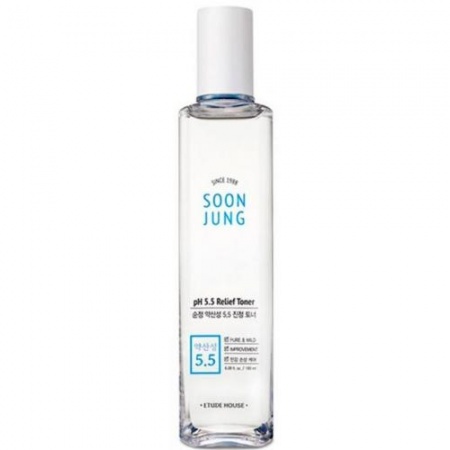 SINCE 1988
SOON
JUNG
pH 5.5 Relief Toner
순정 약산성 5.5 진정 토너
약산성
5.5
PURE & MILD
IMPROVEMENT
• ETUDE HOUSE •